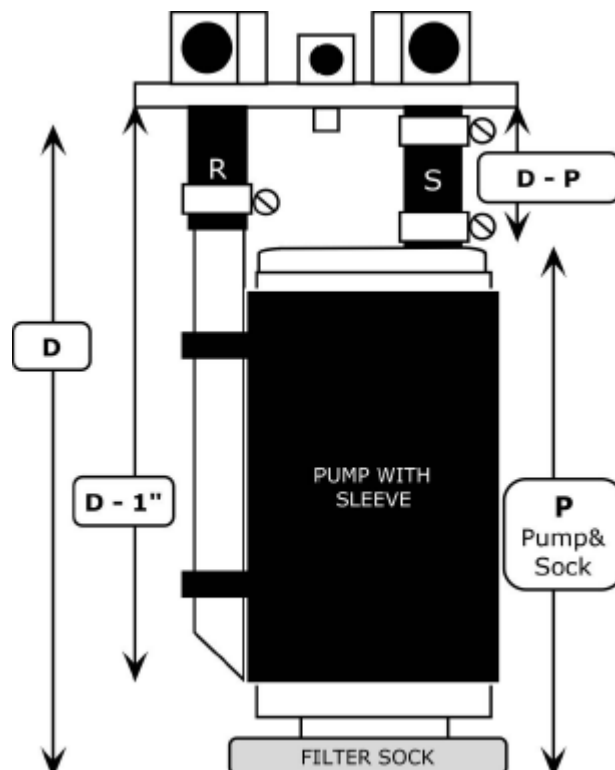 R
S
D - P
D
PUMP WITH
SLEEVE
D - 1"
P
Pump&
Sock
FILTER SOCK